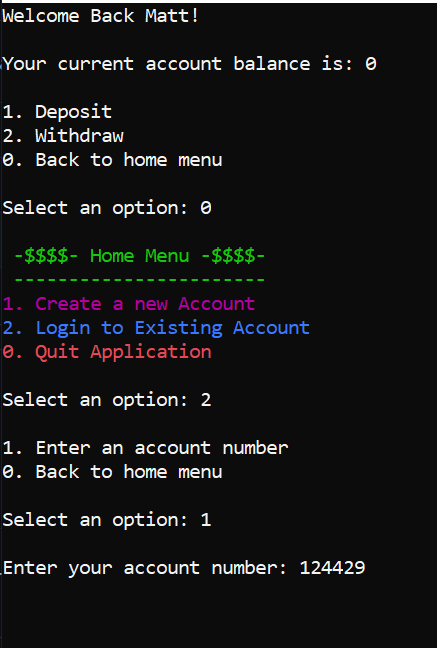 Welcome Back Matt!
Your current account balance is: 0
1. Deposit
2. Withdraw
0. Back to home menu
Select an option: 0
-$$$$- Home Menu -$$$$-
-----------------------
1. Create a new Account
2. Login to Existing Account
0. Quit Application
Select an option: 2
1. Enter an account number
0. Back to home menu
Select an option: 1
Enter your account number: 124429